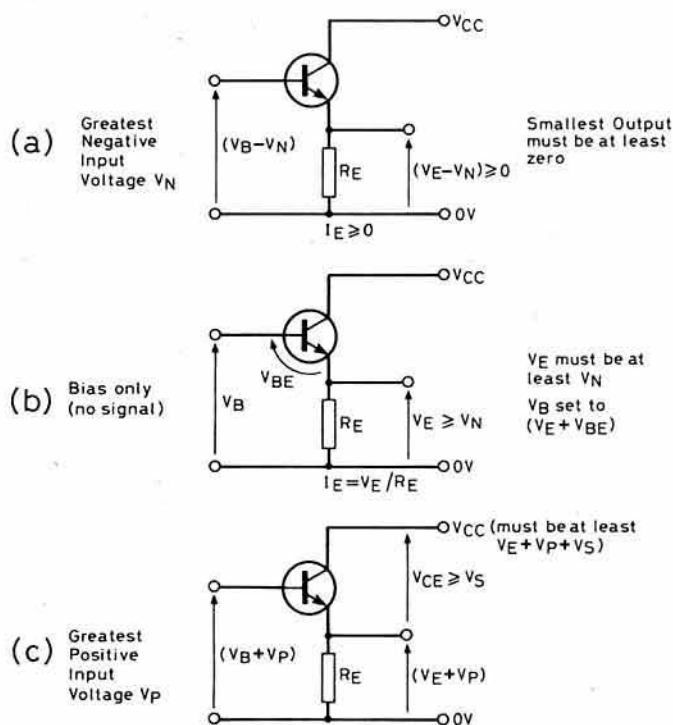 VCC
(a)
Greatest
Negative
Input
Voltage VN
(VB−VN)
RE
(VE−VN)≥0
Smallest Output
must be at least
zero
IE≥0
0V
VCC
(b)
Bias only
(no signal)
VB
VBE
RE
VE ≥ VN
VE must be at
least VN
VB set to
(VE + VBE)
IE=VE/RE
0V
VCC (must be at least
VE+VP+VS)
VCE≥VS
(c)
Greatest
Positive
Input
Voltage VP
(VB+VP)
RE
(VE+VP)
0V